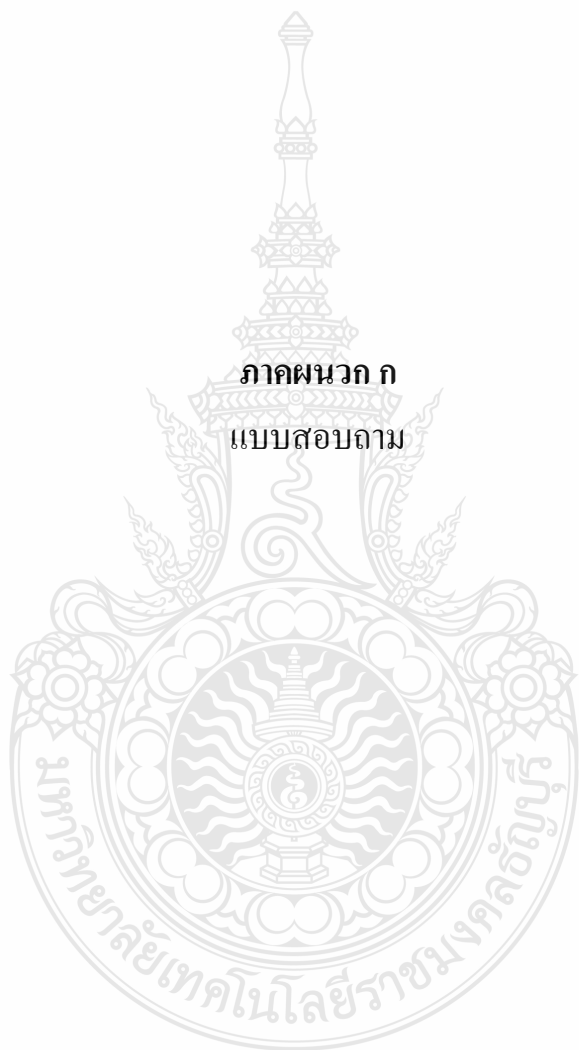 ภาคผนวก ก
แบบสอบถาม
มหาวิทยาลัยเทคโนโลยีราชมงคลธัญบุรี